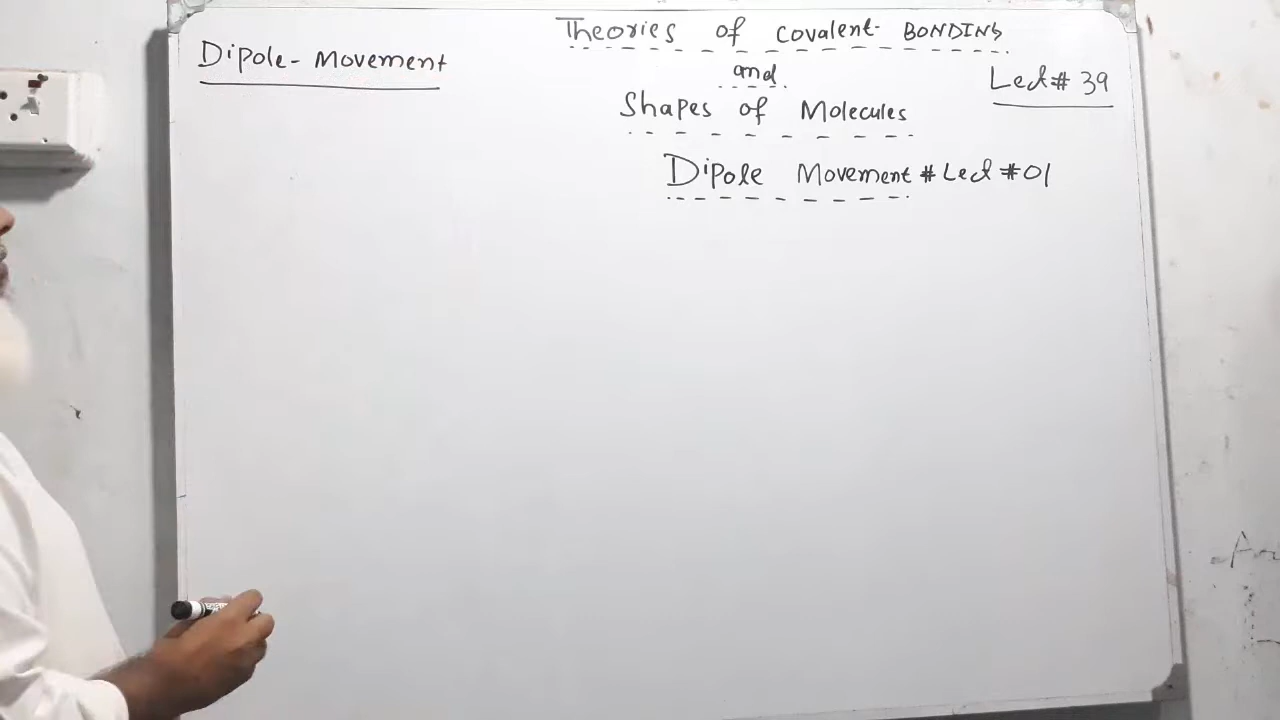 Theories of Covalent BONDING
and
Shapes of Molecules
Dipole-Movement
Lect# 39
Dipole Movement # Lect #01